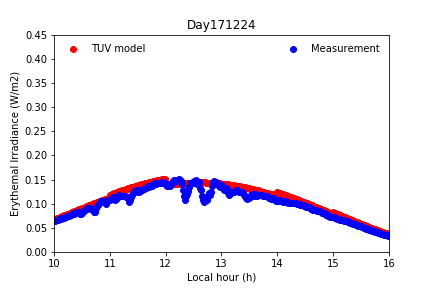 Day171224
TUV model
Measurement
Erythemal Irradiance (W/m2)
0.45
0.40
0.35
0.30
0.25
0.20
0.15
0.10
0.05
0.00
10 11 12 13 14 15 16
Local hour (h)